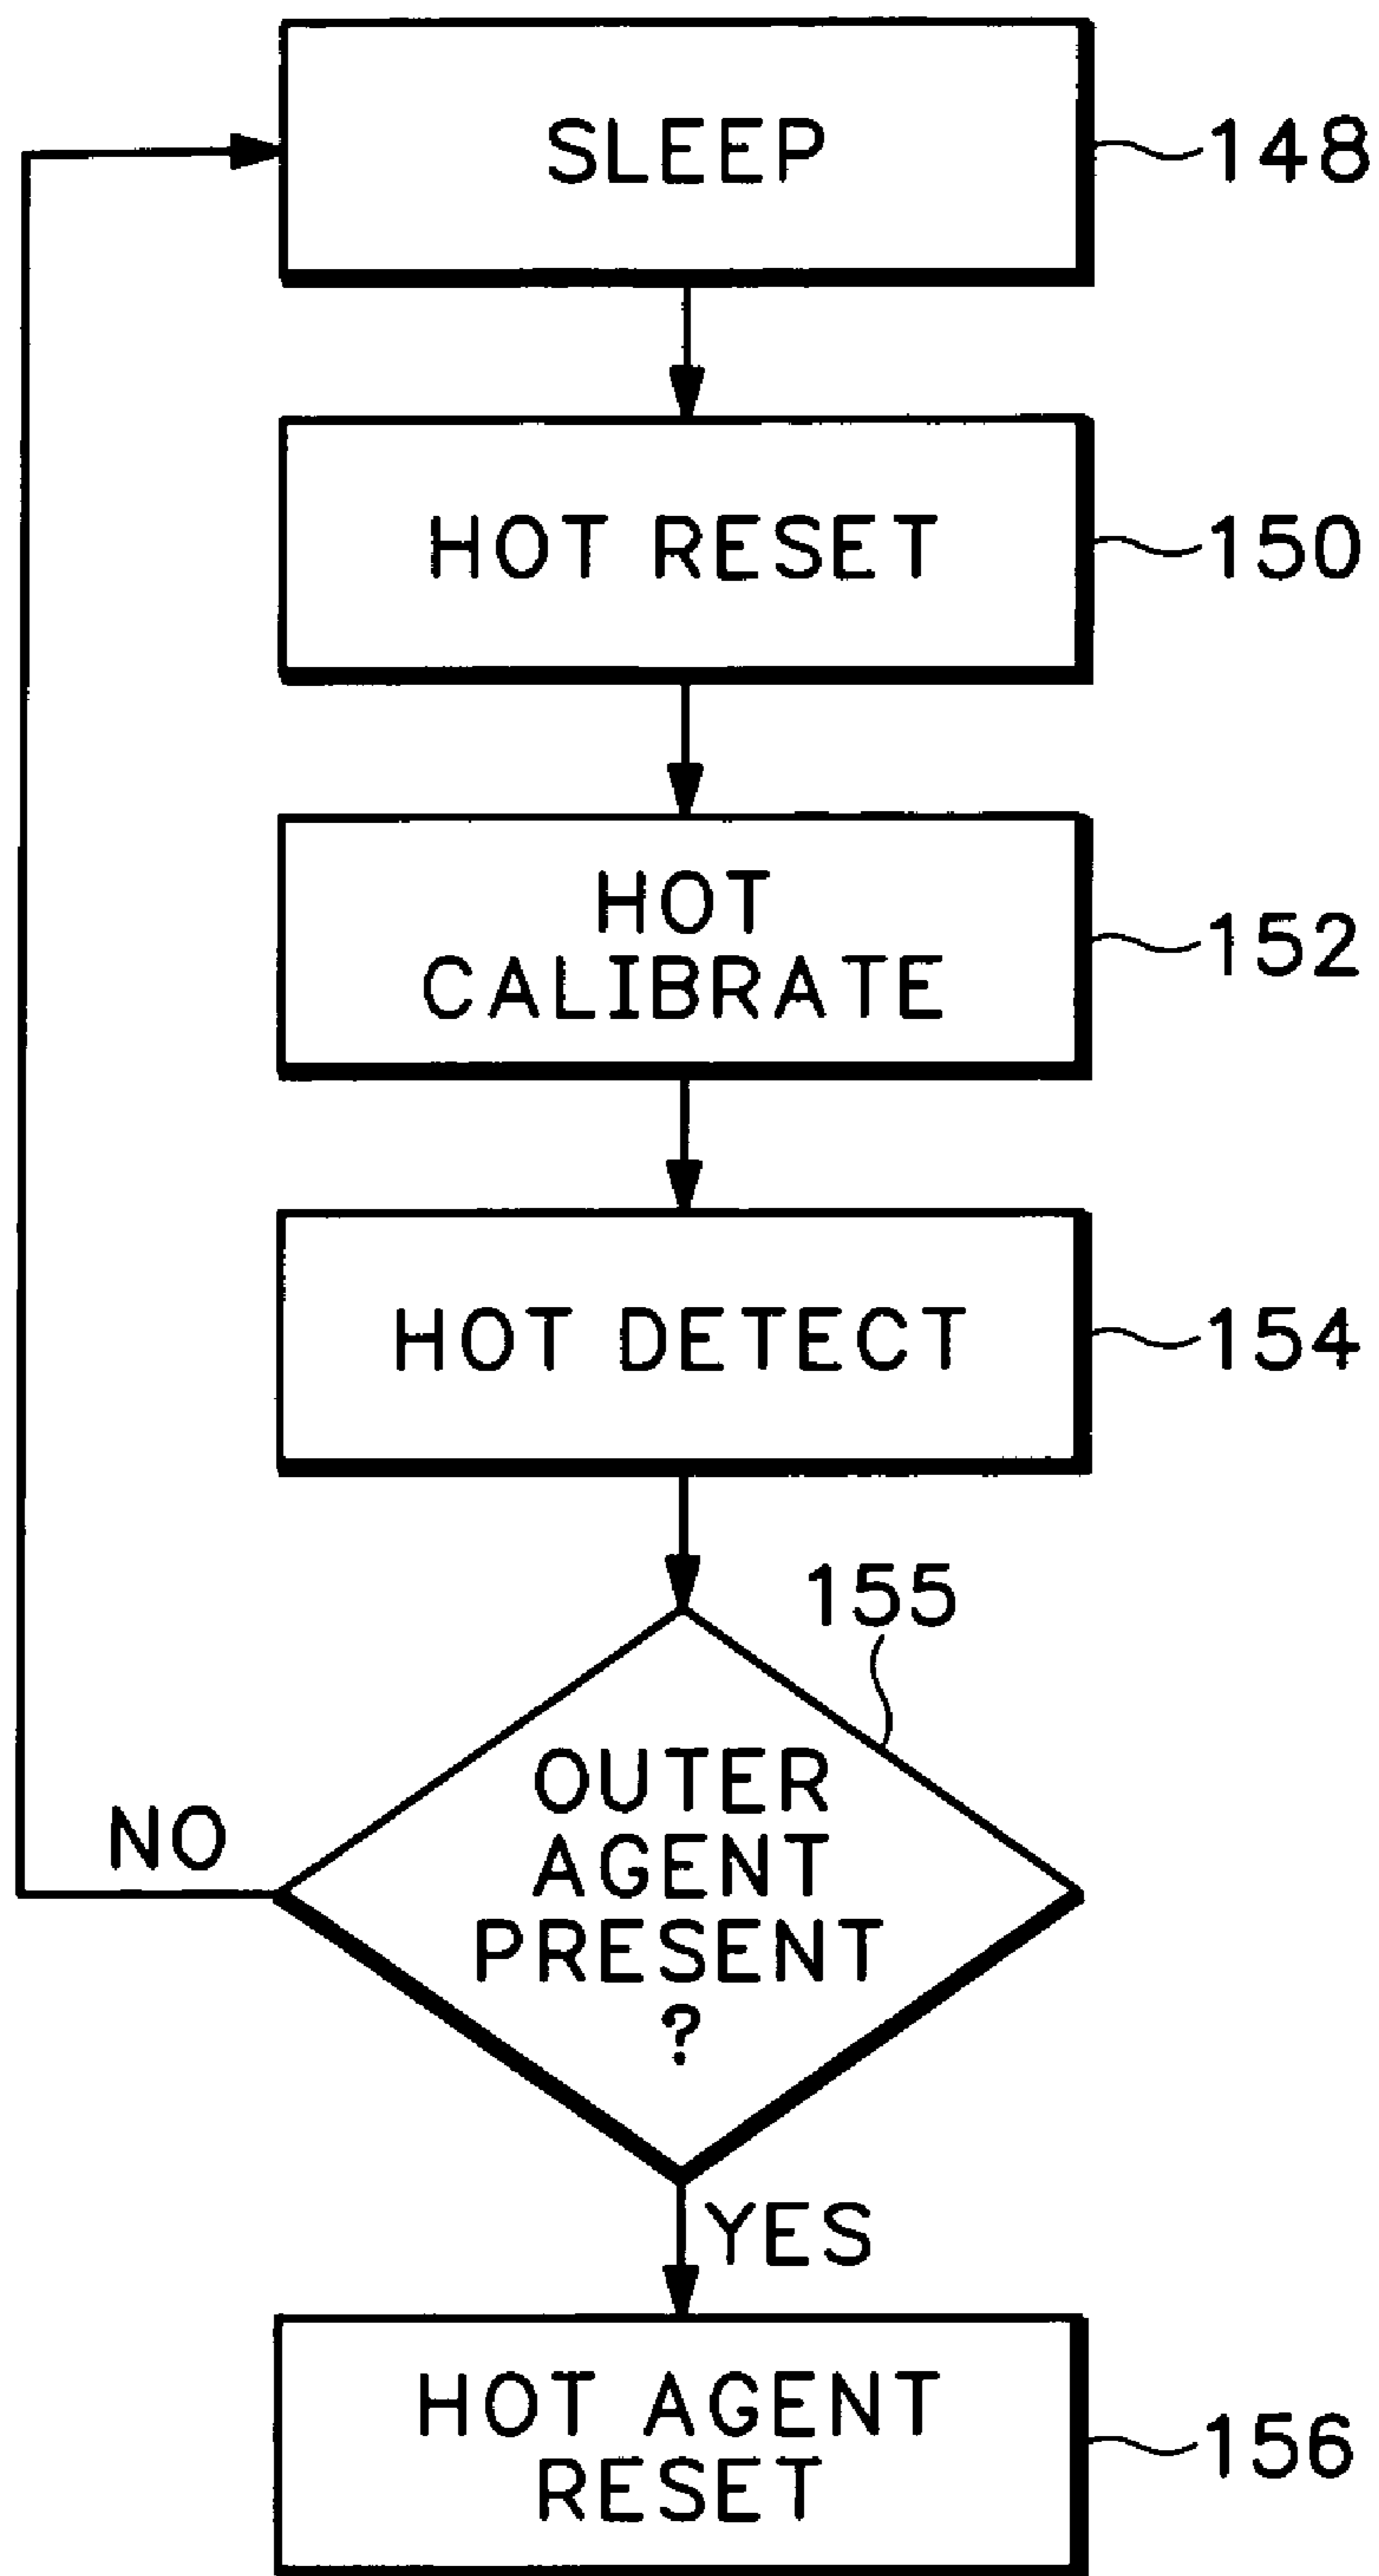 SLEEP
148
HOT RESET
150
HOT
CALIBRATE
152
HOT DETECT
154
155
OUTER
AGENT
PRESENT
?
NO
YES
HOT AGENT
RESET
156